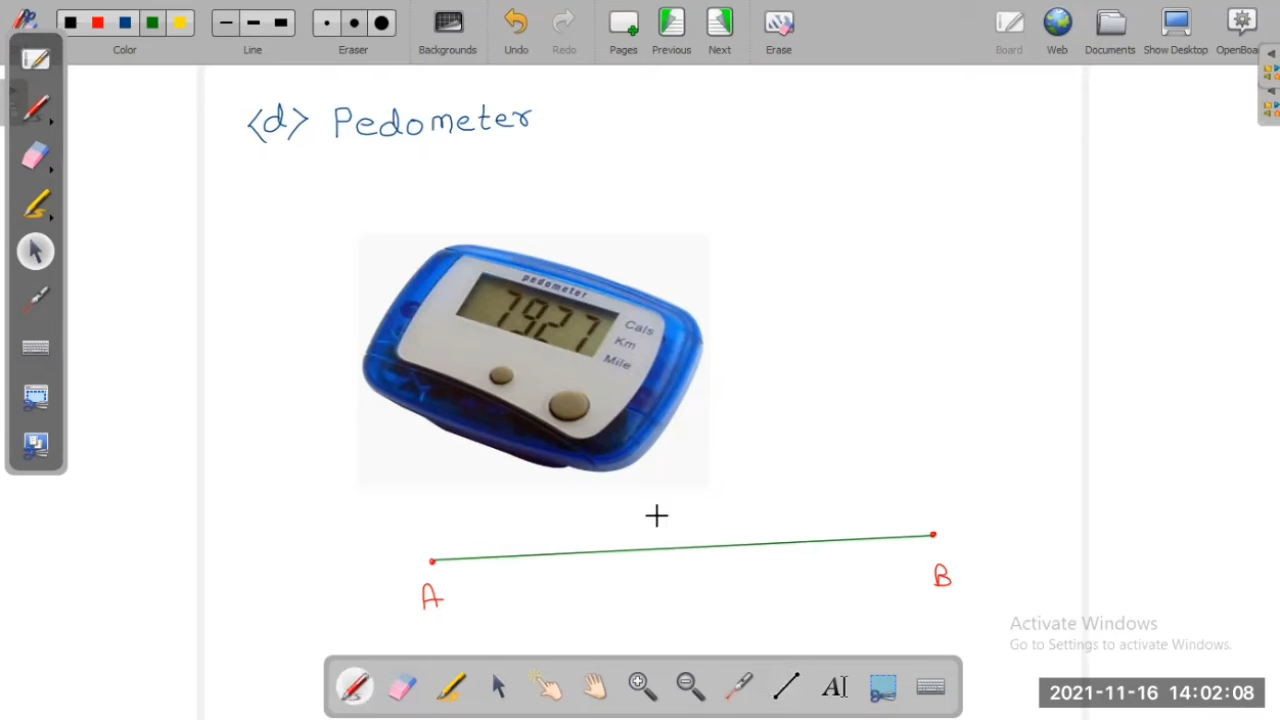 Color
Line
Eraser
Backgrounds
Undo
Redo
Pages
Previous
Next
Erase
Board
Web
Documents
Show Desktop
<d> Pedometer
pedometer
7927
Cals
Km
Mile
A
B
Activate Windows
Go to Settings to activate Windows.
AI
2021-11-16 14:02:08